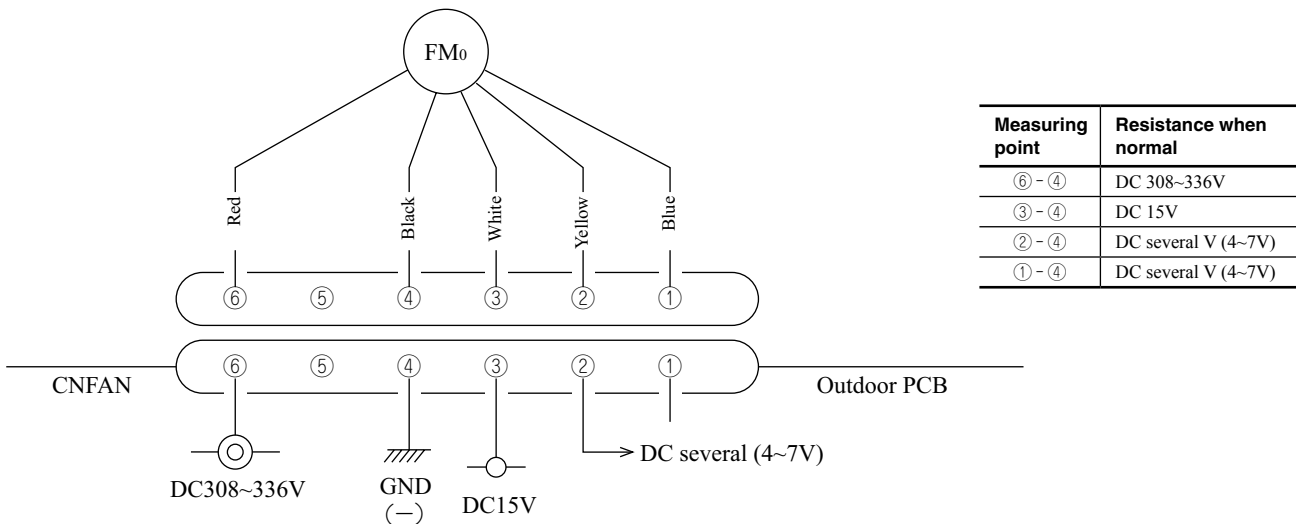 FM0
Red
Black
White
Yellow
Blue
⑥ ⑤ ④ ③ ② ①
⑥ ⑤ ④ ③ ② ①
CNFAN
Outdoor PCB
DC308~336V
GND
(−)
DC15V
DC several (4~7V)
Measuring point
Resistance when normal
⑥ - ④ DC 308~336V
③ - ④ DC 15V
② - ④ DC several V (4~7V)
① - ④ DC several V (4~7V)